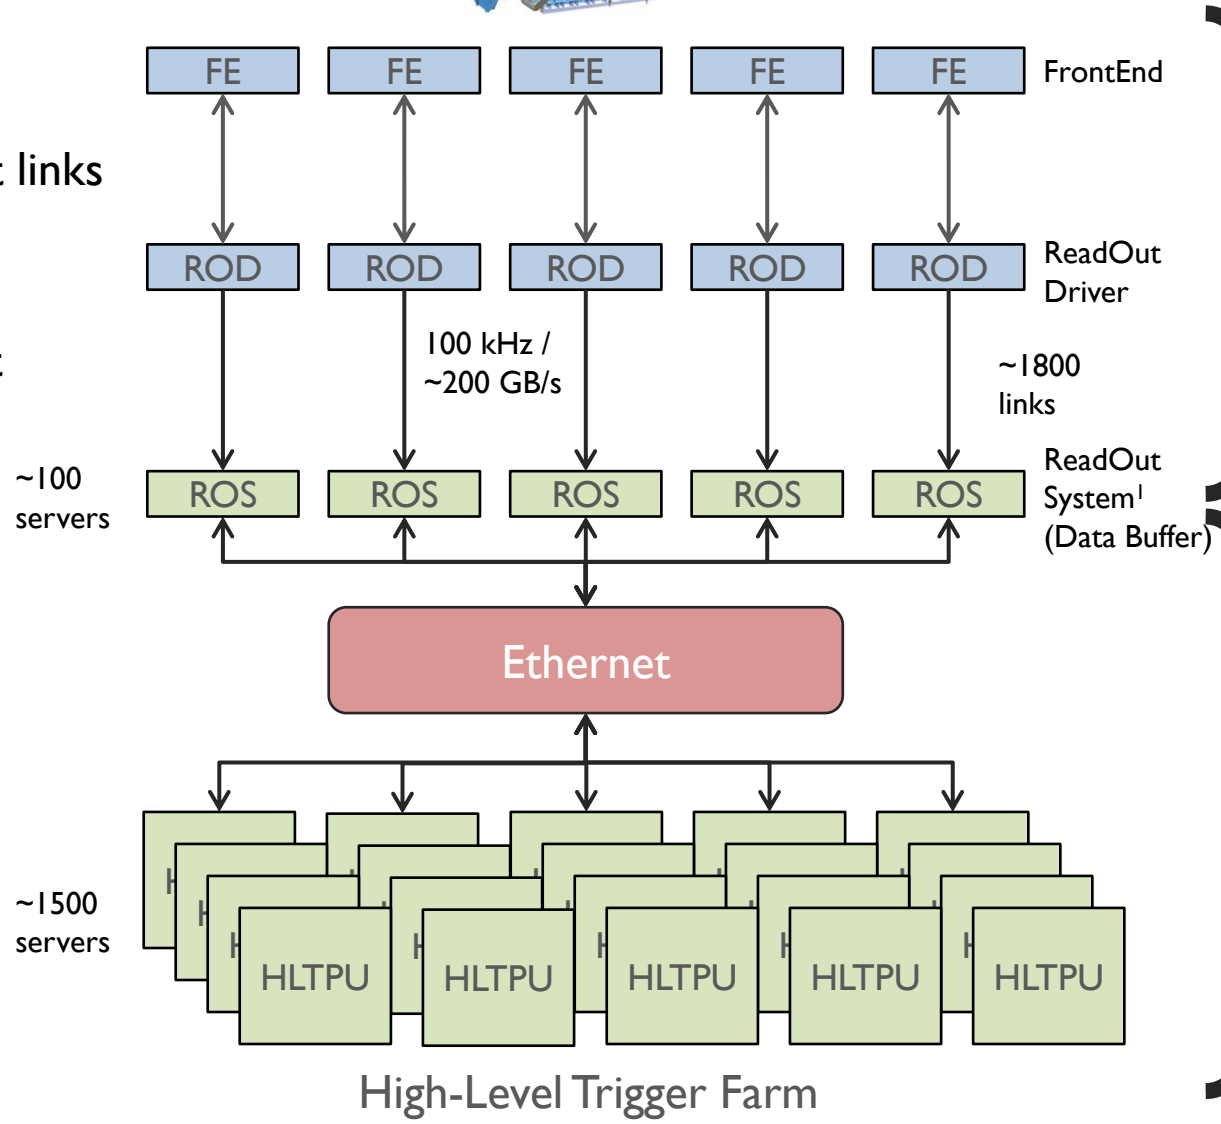 FE FE FE FE FE FrontEnd
links
ROD ROD ROD ROD ROD ReadOut
Driver
100 kHz /
~200 GB/s
~1800
links
~100
servers
ROS ROS ROS ROS ROS
ReadOut
System¹
(Data Buffer)
Ethernet
~1500
servers
HLTPU HLTPU HLTPU HLTPU HLTPU
High-Level Trigger Farm